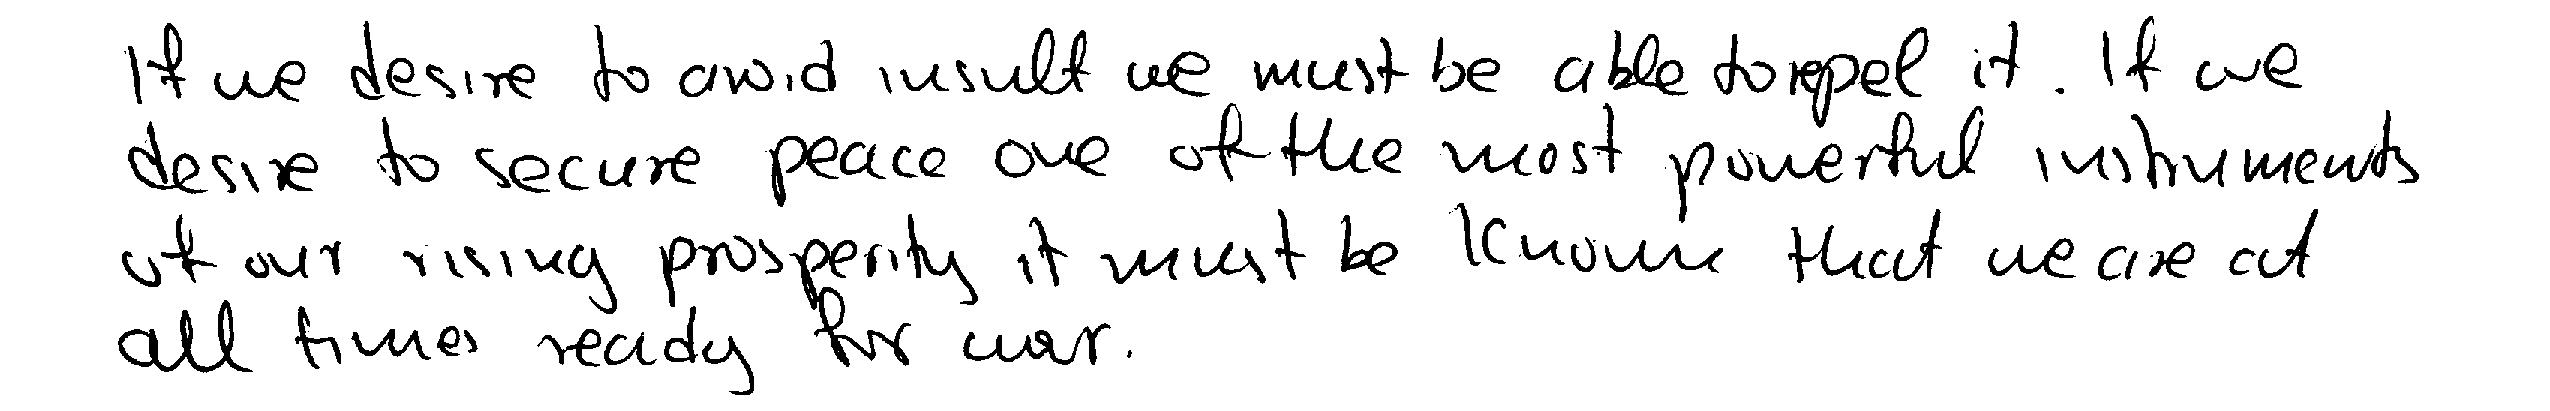 If we desire to avoid insult we must be able to repel it. If we
desire to secure peace one of the most powerful instruments
of our rising prosperity it must be known that we are at
all times ready for war.